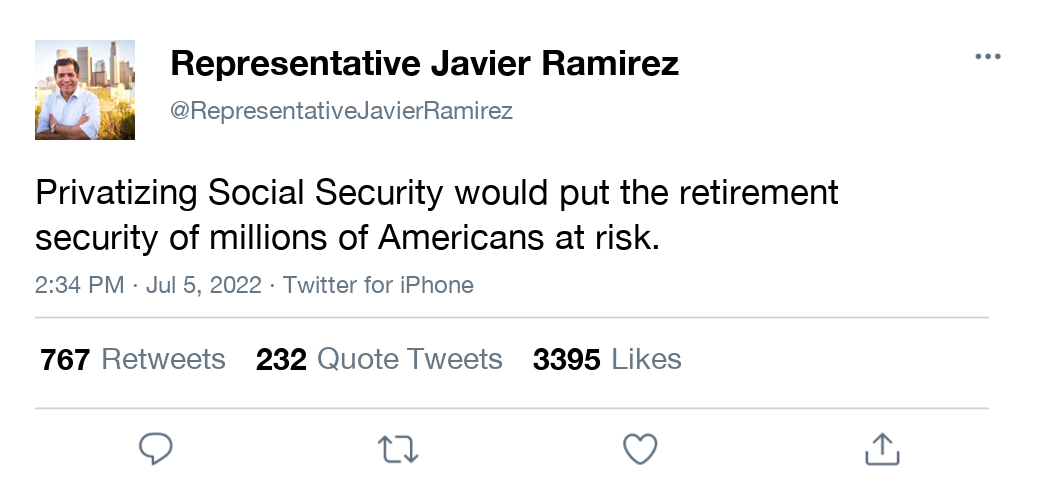 Representative Javier Ramirez
@RepresentativeJavierRamirez
Privatizing Social Security would put the retirement
security of millions of Americans at risk.
2:34 PM · Jul 5, 2022 · Twitter for iPhone
767 Retweets 232 Quote Tweets 3395 Likes